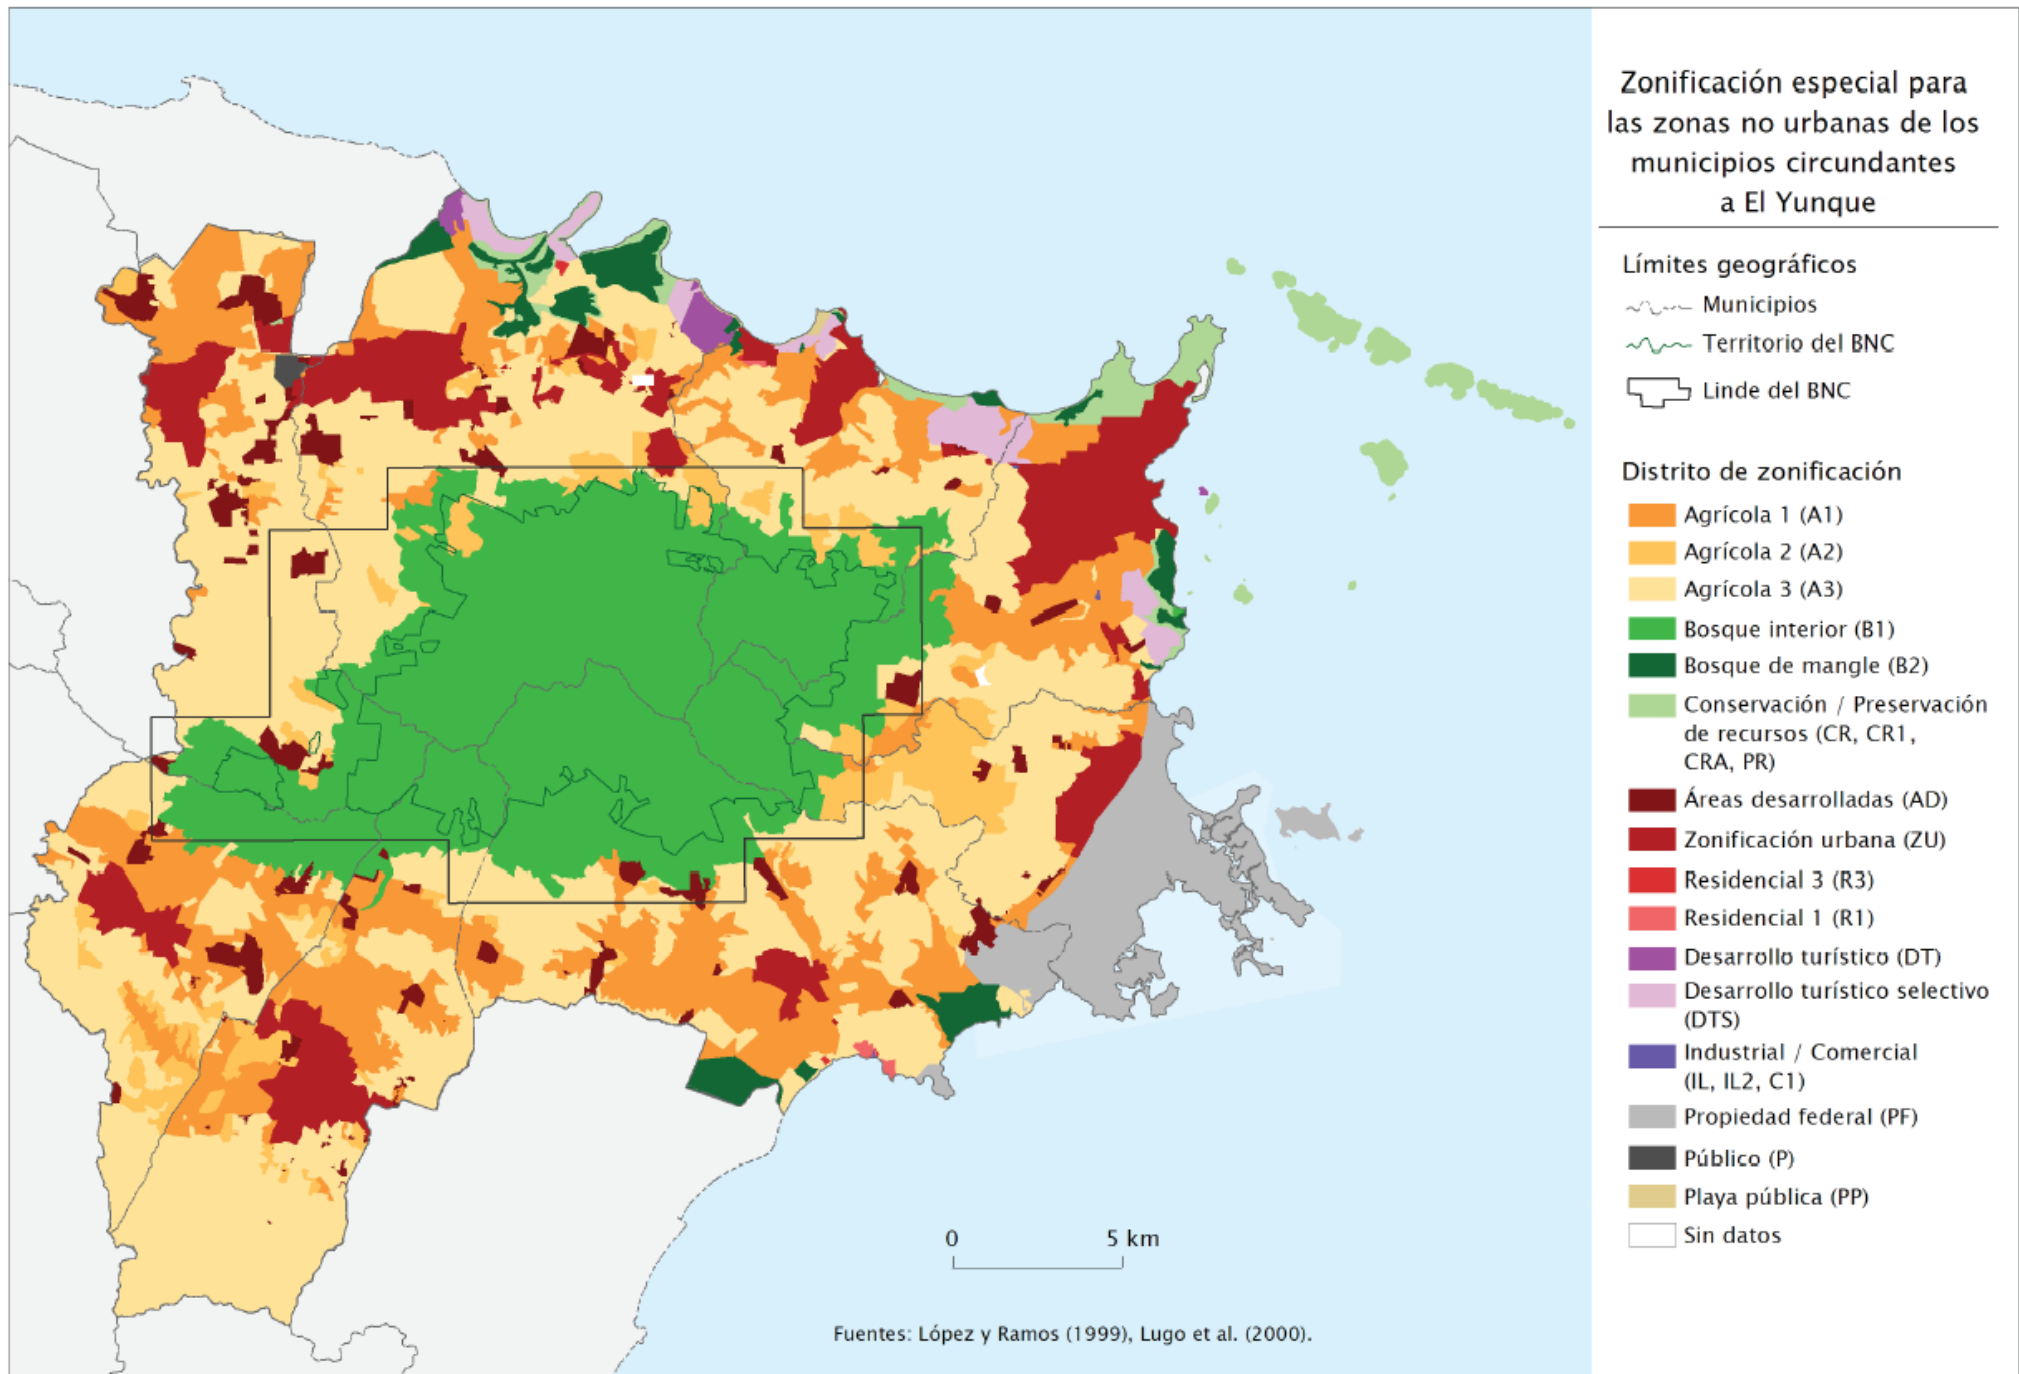 Zonificación especial para
las zonas no urbanas de los
municipios circundantes
a El Yunque
Límites geográficos
Municipios
Territorio del BNC
Linde del BNC
Distrito de zonificación
Agrícola 1 (A1)
Agrícola 2 (A2)
Agrícola 3 (A3)
Bosque interior (B1)
Bosque de mangle (B2)
Conservación / Preservación
de recursos (CR, CR1,
CRA, PR)
Áreas desarrolladas (AD)
Zonificación urbana (ZU)
Residencial 3 (R3)
Residencial 1 (R1)
Desarrollo turístico (DT)
Desarrollo turístico selectivo
(DTS)
Industrial / Comercial
(IL, IL2, C1)
Propiedad federal (PF)
Público (P)
Playa pública (PP)
Sin datos
0 5 km
Fuentes: López y Ramos (1999), Lugo et al. (2000).